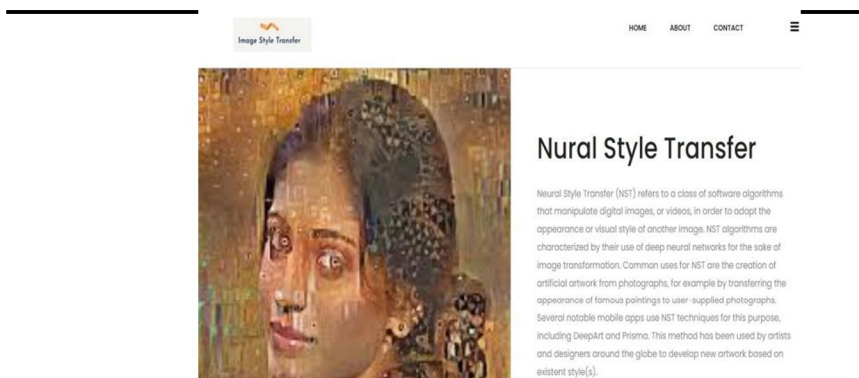 Image Style Transfer
HOME ABOUT CONTACT
Nural Style Transfer
Neural Style Transfer (NST) refers to a class of software algorithms
that manipulate digital images, or videos, in order to adopt the
appearance or visual style of another image. NST algorithms are
characterized by their use of deep neural networks for the sake of
image transformation. Common uses for NST are the creation of
artificial artwork from photographs, for example by transferring the
appearance of famous paintings to user-supplied photographs.
Several notable mobile apps use NST techniques for this purpose,
including DeepArt and Prisma. This method has been used by artists
and designers around the globe to develop new artwork based on
existent style(s).